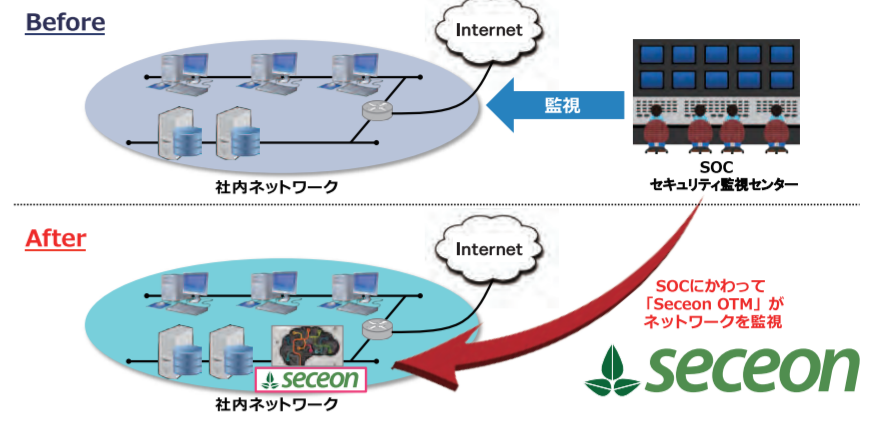 Before
Internet
監視
SOC
セキュリティ監視センター
社内ネットワーク
After
Internet
SOCにかわって
「Seceon OTM」が
ネットワークを監視
seceon
seceon
社内ネットワーク